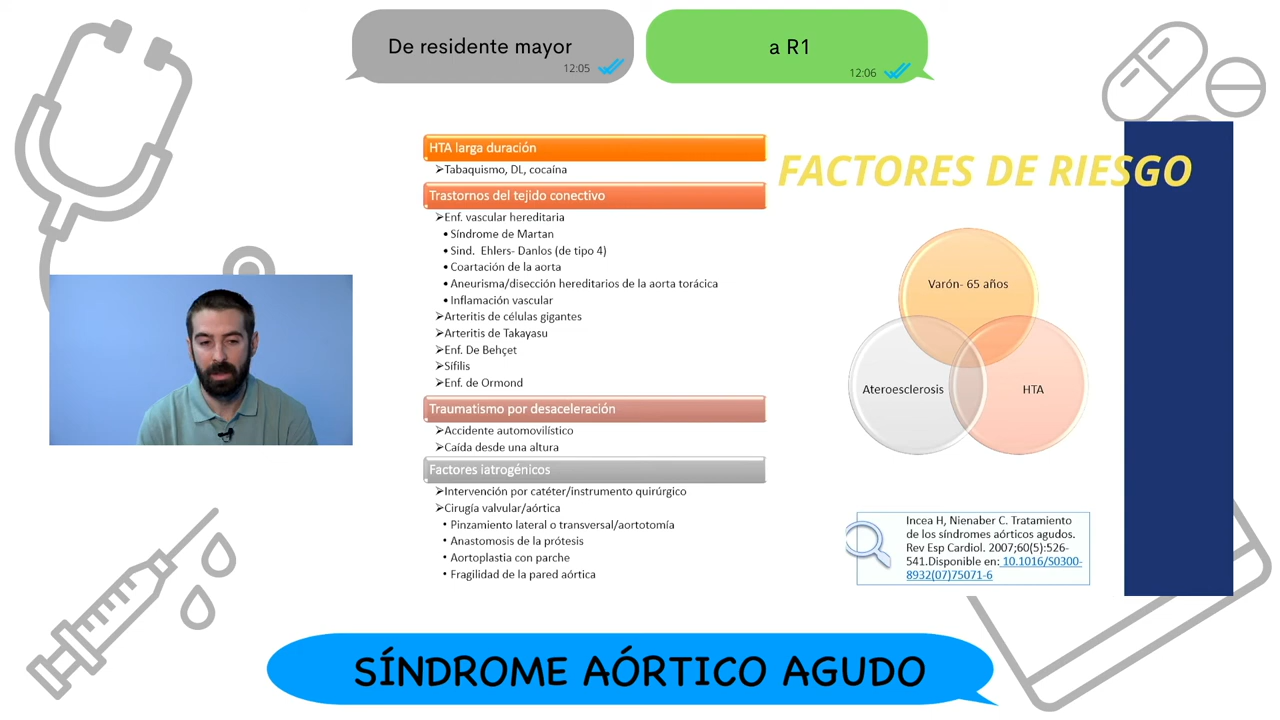 De residente mayor
12:05
a R1
12:06
HTA larga duración
Tabaquismo, DL, cocaína
Trastornos del tejido conectivo
Enf. vascular hereditaria
Síndrome de Martan
Sind. Ehlers- Danlos (de tipo 4)
Coartación de la aorta
Aneurisma/disección hereditarios de la aorta torácica
Inflamación vascular
Arteritis de células gigantes
Arteritis de Takayasu
Enf. De Behçet
Sífilis
Enf. de Ormond
Traumatismo por desaceleración
Accidente automovilístico
Caída desde una altura
Factores iatrogénicos
Intervención por catéter/instrumento quirúrgico
Cirugía valvular/aórtica
Pinzamiento lateral o transversal/aortotomía
Anastomosis de la prótesis
Aortoplastia con parche
Fragilidad de la pared aórtica
FACTORES DE RIESGO
Varón- 65 años
Ateroesclerosis
HTA
Incea H, Nienaber C. Tratamiento
de los síndromes aórticos agudos.
Rev Esp Cardiol. 2007;60(5):526-
541.Disponible en: 10.1016/S0300-
8932(07)75071-6
SÍNDROME AÓRTICO AGUDO